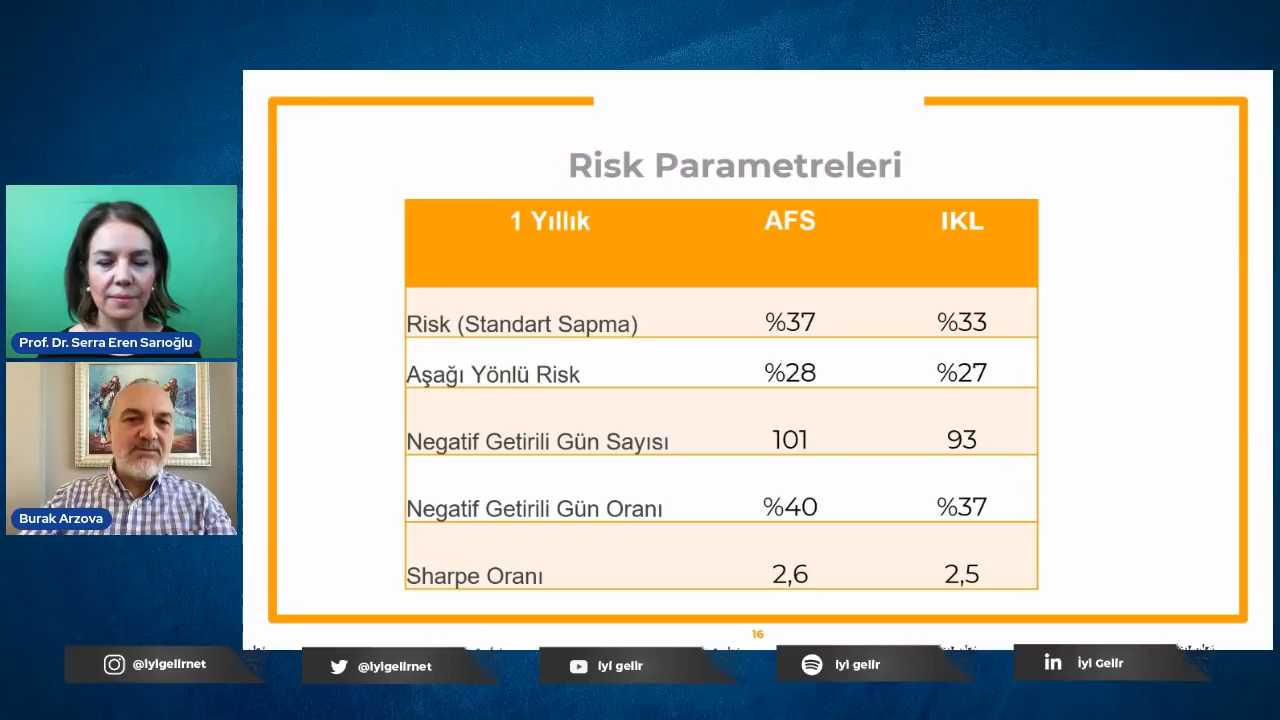 Risk Parametreleri
1 Yıllık AFS IKL
Risk (Standart Sapma) %37 %33
Aşağı Yönlü Risk %28 %27
Negatif Getirili Gün Sayısı 101 93
Negatif Getirili Gün Oranı %40 %37
Sharpe Oranı 2,6 2,5
16
Prof. Dr. Serra Eren Sarıoğlu
Burak Arzova
@iyigelirnet
@iyigelirnet
iyi gelir
iyi gelir
in İyi Gelir